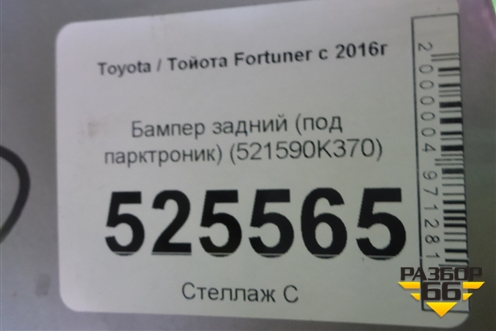 Toyota / Тойота Fortuner с 2016г
Бампер задний (под
парктроник) (521590K370)
525565
Стеллаж С
2000004971281
РАЗБОР
66